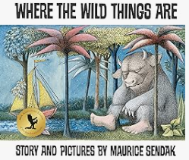 WHERE THE WILD THINGS ARE
STORY AND PICTURES BY MAURICE SENDAK